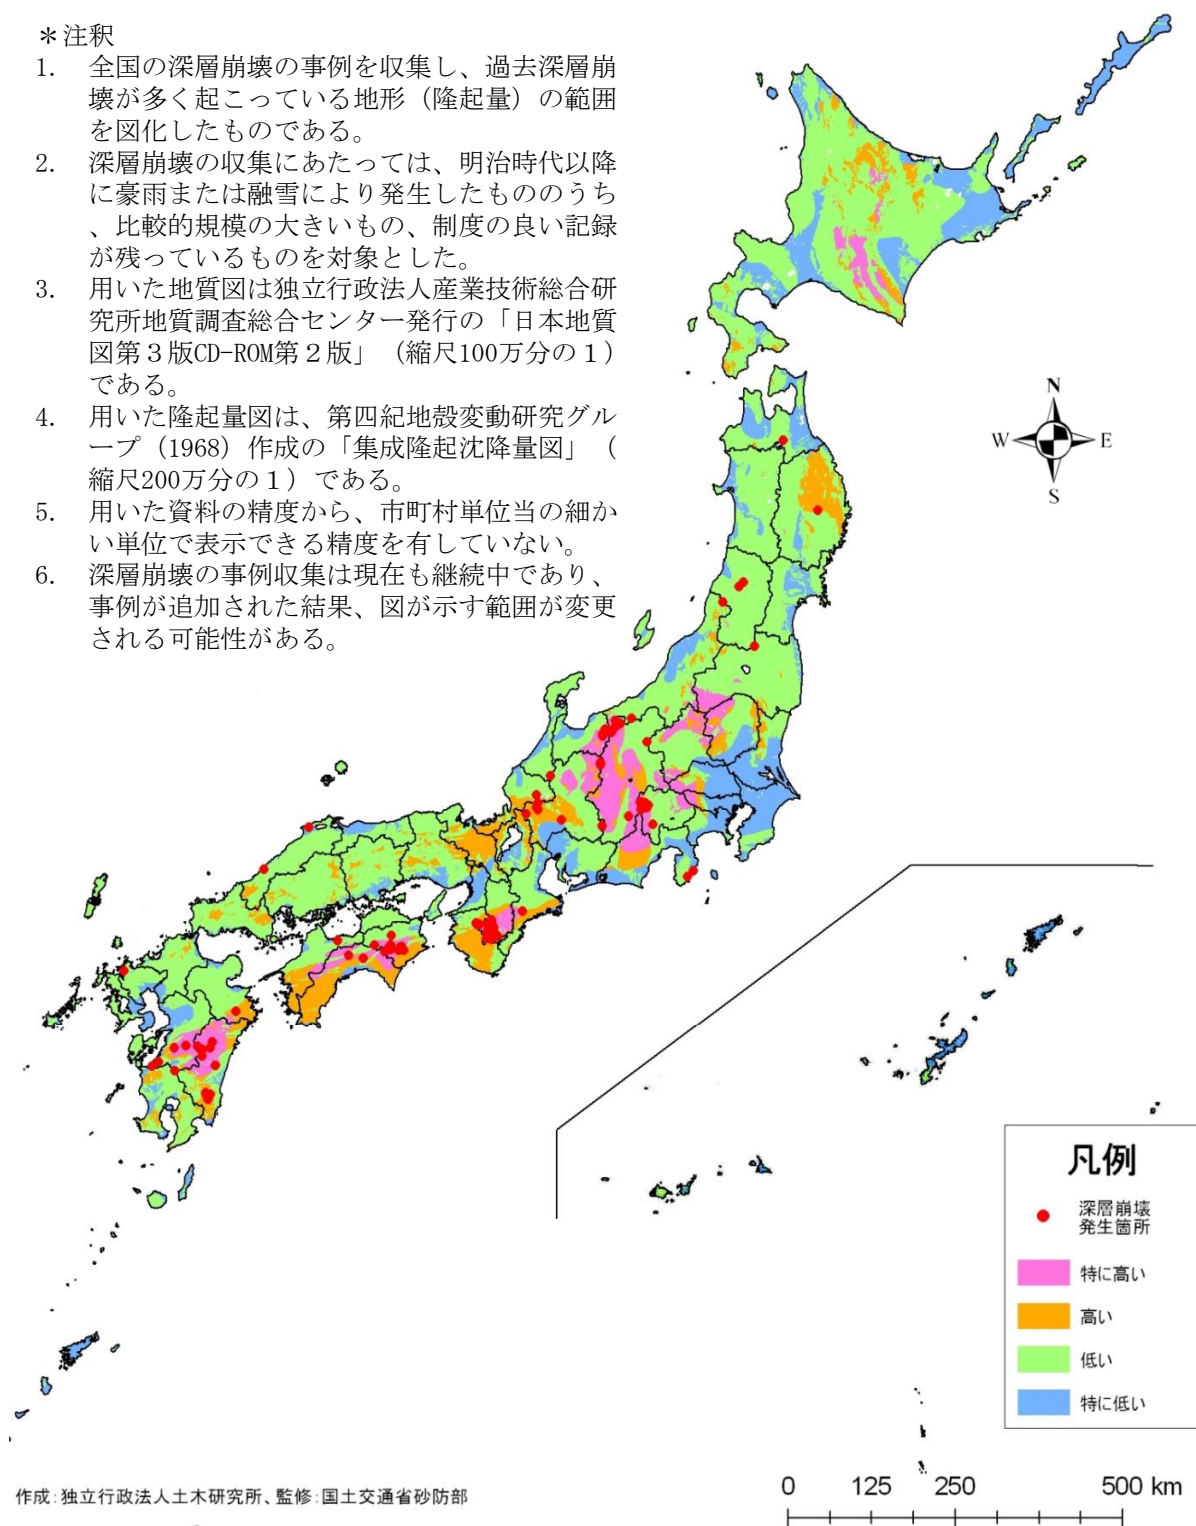 ＊注釈
1. 全国の深層崩壊の事例を収集し、過去深層崩
壊が多く起こっている地形（隆起量）の範囲
を図化したものである。
2. 深層崩壊の収集にあたっては、明治時代以降
に豪雨または融雪により発生したもののうち
、比較的規模の大きいもの、制度の良い記録
が残っているものを対象とした。
3. 用いた地質図は独立行政法人産業技術総合研
究所地質調査総合センター発行の「日本地質
図第３版CD-ROM第２版」（縮尺100万分の１）
である。
4. 用いた隆起量図は、第四紀地殻変動研究グル
ープ（1968）作成の「集成隆起沈降量図」（
縮尺200万分の１）である。
5. 用いた資料の精度から、市町村単位当の細か
い単位で表示できる精度を有していない。
6. 深層崩壊の事例収集は現在も継続中であり、
事例が追加された結果、図が示す範囲が変更
される可能性がある。
N
W E
S
凡例
深層崩壊
発生箇所
特に高い
高い
低い
特に低い
作成：独立行政法人土木研究所、監修：国土交通省砂防部
0 125 250 500 km